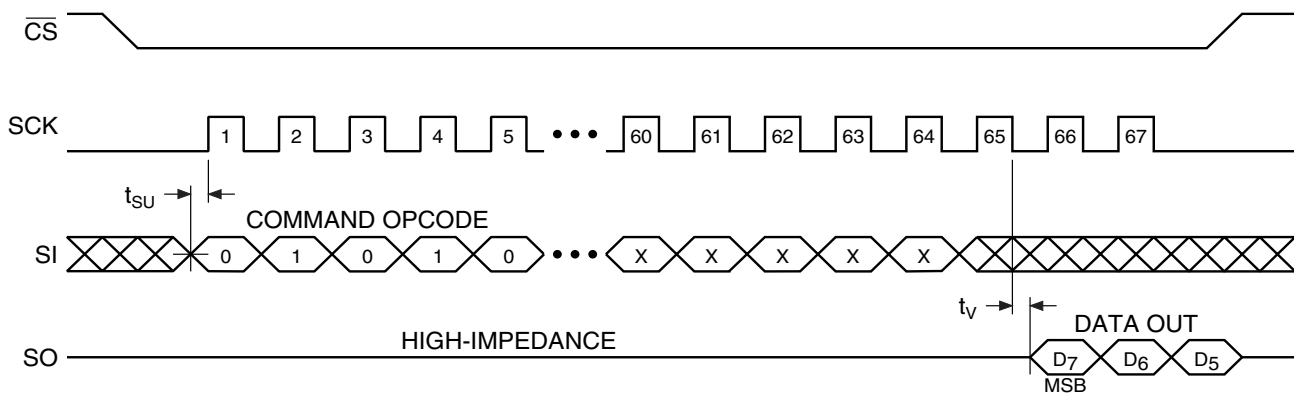 CS
SCK 1 2 3 4 5 ••• 60 61 62 63 64 65 66 67
tSU
COMMAND OPCODE
SI 0 1 0 1 0 ••• X X X X X
tV
HIGH-IMPEDANCE DATA OUT
SO D7 D6 D5
MSB